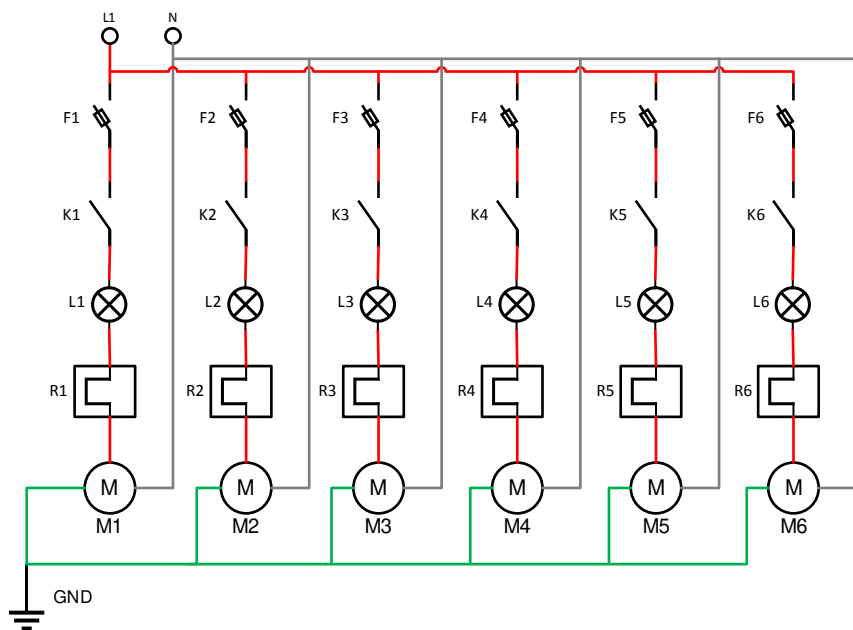 L1 N
F1 F2 F3 F4 F5 F6
K1 K2 K3 K4 K5 K6
L1 L2 L3 L4 L5 L6
R1 R2 R3 R4 R5 R6
M M M M M M
M1 M2 M3 M4 M5 M6
GND